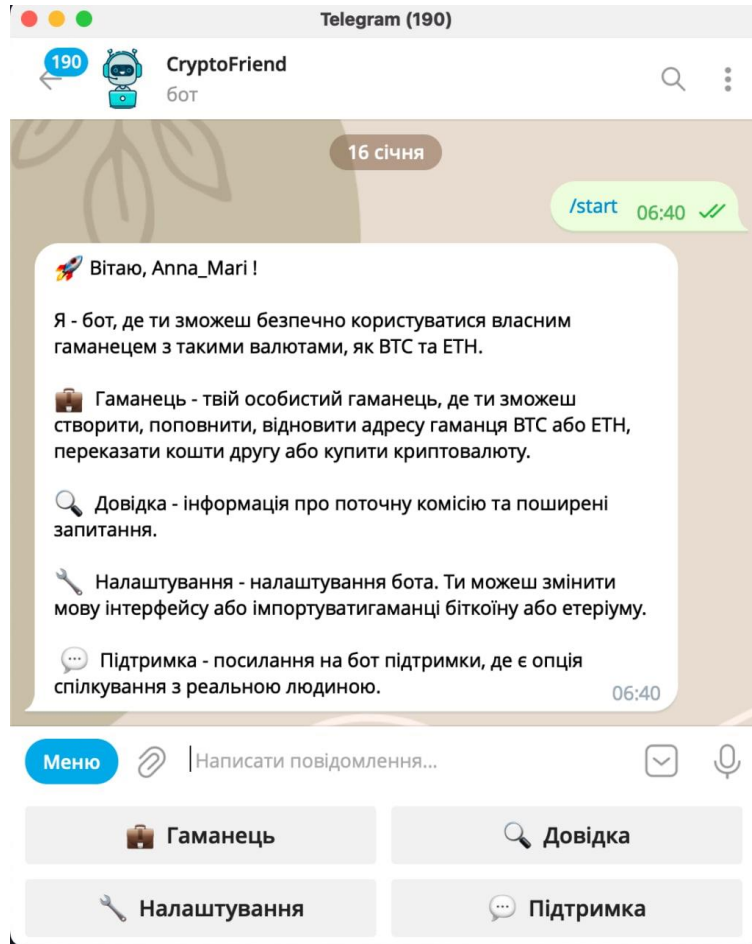 Telegram (190)
190
CryptoFriend
бот
16 січня
/start 06:40
🚀 Вітаю, Anna_Mari !
Я - бот, де ти зможеш безпечно користуватися власним
гаманецем з такими валютами, як BTC та ETH.
💼 Гаманець - твій особистий гаманець, де ти зможеш
створити, поповнити, відновити адресу гаманця BTC або ETH,
переказати кошти другу або купити криптовалюту.
🔍 Довідка - інформація про поточну комісію та поширені
запитання.
🔧 Налаштування - налаштування бота. Ти можеш змінити
мову інтерфейсу або імпортуватигаманці біткоїну або етеріуму.
💬 Підтримка - посилання на бот підтримки, де є опція
спілкування з реальною людиною.
06:40
Меню
Написати повідомлення...
💼 Гаманець
🔍 Довідка
🔧 Налаштування
💬 Підтримка